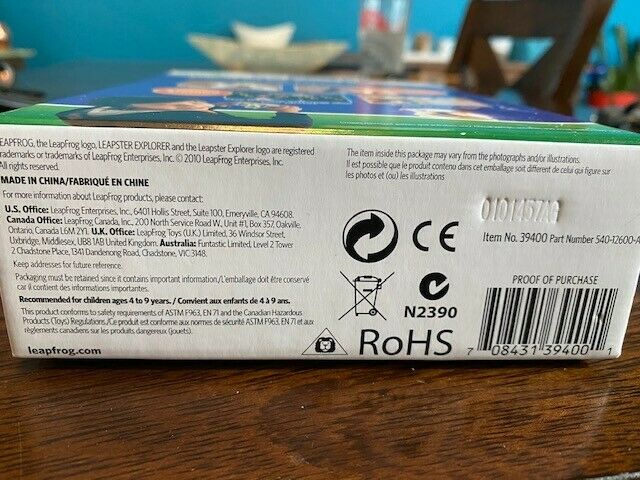 LEAPFROG, the LeapFrog logo, LEAPSTER EXPLORER and the Leapster Explorer logo are registered
trademarks or trademarks of LeapFrog Enterprises, Inc. © 2010 LeapFrog Enterprises, Inc.
All rights reserved.
MADE IN CHINA/FABRIQUÉ EN CHINE
For more information about LeapFrog products, please contact:
U.S. Office: LeapFrog Enterprises, Inc., 6401 Hollis Street, Suite 100, Emeryville, CA 94608.
Canada Office: LeapFrog Canada, Inc., 200 North Service Road W., Unit #1, Box 357, Oakville,
Ontario, Canada L6M 2Y1. U.K. Office: LeapFrog Toys (U.K.) Limited, 36 Windsor Street,
Uxbridge, Middlesex, UB8 1AB United Kingdom. Australia: Funtastic Limited, Level 2 Tower
2 Chadstone Place, 1341 Dandenong Road, Chadstone, VIC 3148.
Keep addresses for future reference.
Packaging must be retained since it contains important information./L'emballage doit être conservé
car il contient des informations importantes.
Recommended for children ages 4 to 9 years. / Convient aux enfants de 4 à 9 ans.
This product conforms to safety requirements of ASTM F963, EN 71 and the Canadian Hazardous
Products (Toys) Regulations./Ce produit est conforme aux normes de sécurité ASTM F963, EN 71 et aux
règlements canadiens sur les produits dangereux (jouets).
leapfrog.com
The item inside this package may vary from the photographs and/or illustrations.
Il est possible que le produit contenu dans cet emballage soit différent de celui qui figure sur
les photos et (ou) les illustrations
CE
N2390
RoHS
Item No. 39400 Part Number 540-12600-
PROOF OF PURCHASE
7 08431 39400 1